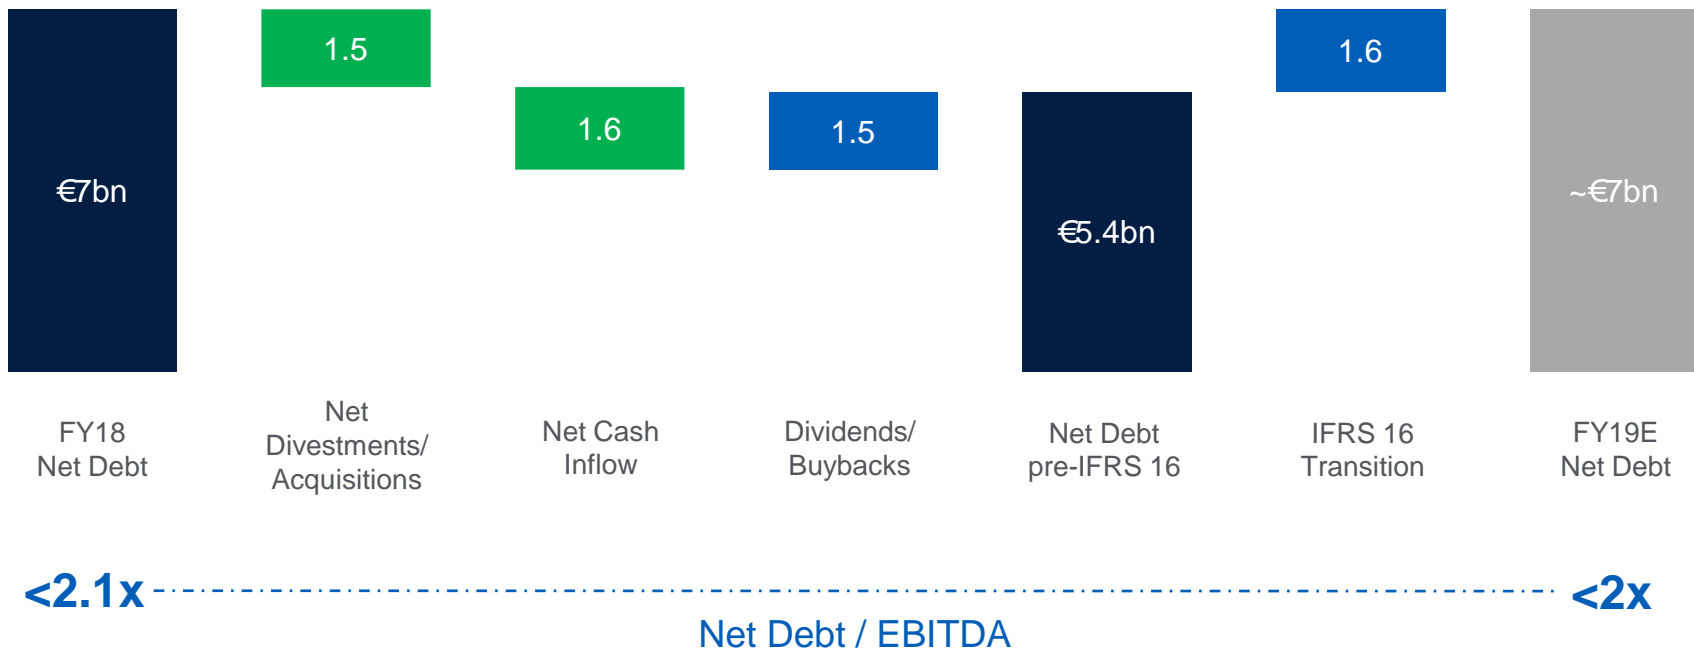 1.5
1.6
1.6
1.5
€7bn
~€7bn
€5.4bn
FY18
Net Debt
Net
Divestments/
Acquisitions
Net Cash
Inflow
Dividends/
Buybacks
Net Debt
pre-IFRS 16
IFRS 16
Transition
FY19E
Net Debt
<2.1x
<2x
Net Debt / EBITDA